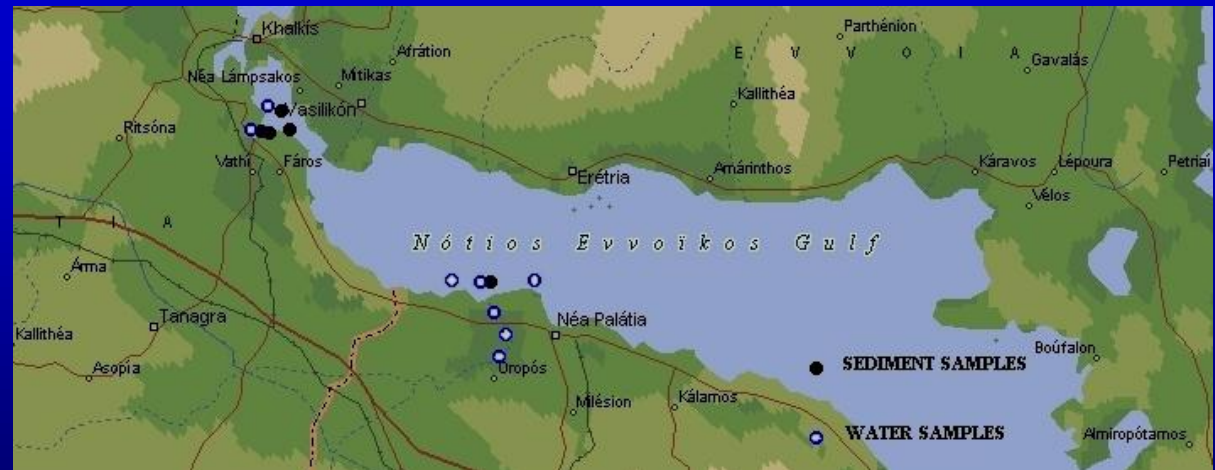 Khalkís
Parthénion
Afrátion
E V V O I A
Gavalás
Néa Lámpsakos
Mítikas
Kallithéa
Vasilikón
Ritsóna
Vathí
Fáros
Erétria
Amárinthos
Káravos
Lépoura
Petriaí
Vélos
T I A
Nótios Evvoïkos Gulf
Árma
Tanagra
Néa Palátia
Kallithéa
Boúfalon
Asopía
Oropós
SEDIMENT SAMPLES
Milésion
Kálamos
WATER SAMPLES
Almiropótamos